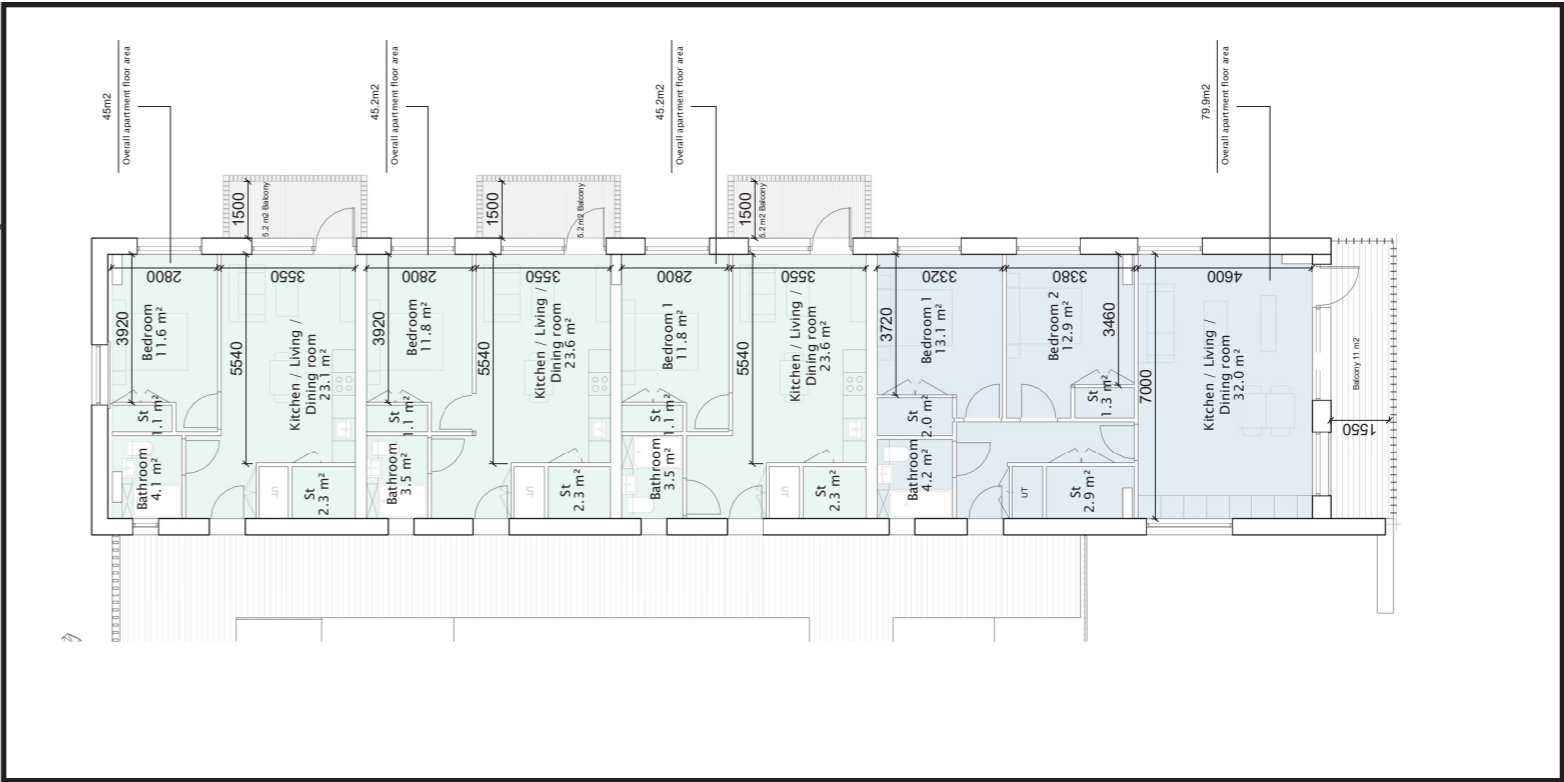 45m2
Overall apartment floor area
45.2m2
Overall apartment floor area
45.2m2
Overall apartment floor area
79.9m2
Overall apartment floor area
1500
5.2 m2 Balcony
1500
5.2 m2 Balcony
1500
5.2 m2 Balcony
2800
3550
2800
3550
2800
3550
3320
3380
4600
3920
Bedroom
11.6 m²
5540
Kitchen / Living /
Dining room
23.1 m²
St
1.1 m²
Bathroom
4.1 m²
UT
St
2.3 m²
3920
Bedroom
11.8 m²
5540
Kitchen / Living /
Dining room
23.6 m²
St
1.1 m²
Bathroom
3.5 m²
UT
St
2.3 m²
Bedroom 1
11.8 m²
5540
Kitchen / Living /
Dining room
23.6 m²
St
1.1 m²
Bathroom
3.5 m²
UT
St
2.3 m²
3720
Bedroom 1
13.1 m²
Bedroom 2
12.9 m²
3460
St
2.0 m²
St
1.3 m²
Bathroom
4.2 m²
UT
St
2.9 m²
7000
Kitchen / Living /
Dining room
32.0 m²
Balcony 11 m2
1550